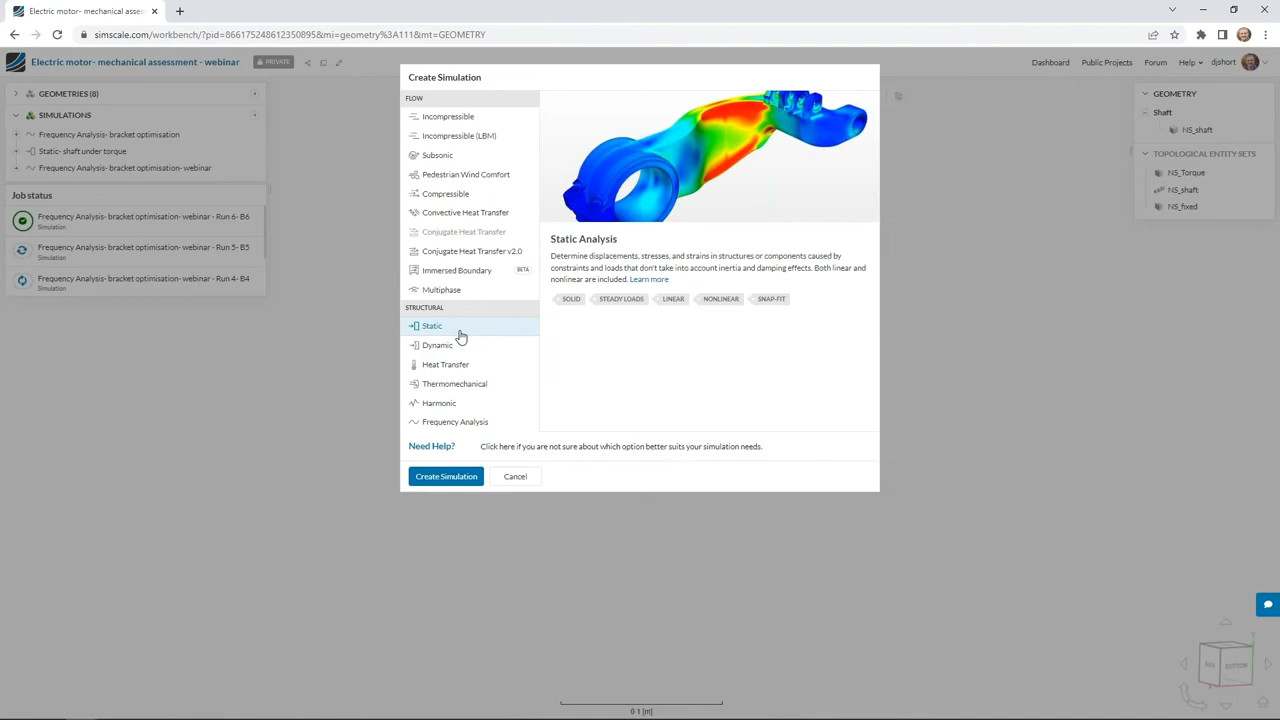 Electric motor- mechanical assessment
simscale.com/workbench/?pid=866175248612350895&mi=geometry%3A111&mt=GEOMETRY
Electric motor- mechanical assessment - webinar
PRIVATE
Dashboard
Public Projects
Forum
Help
djshort
GEOMETRIES (8)
SIMULATIONS
Frequency Analysis- bracket optimisation
Static- shaft under torque
Frequency Analysis- bracket optimisation-webinar
Job status
Frequency Analysis- bracket optimisation- webinar - Run 6- B6
Simulation
Frequency Analysis- bracket optimisation- webinar - Run 5- B5
Simulation
Frequency Analysis- bracket optimisation- webinar - Run 4- B4
Simulation
Create Simulation
FLOW
Incompressible
Incompressible (LBM)
Subsonic
Pedestrian Wind Comfort
Compressible
Convective Heat Transfer
Conjugate Heat Transfer
Conjugate Heat Transfer v2.0
Immersed Boundary
BETA
Multiphase
STRUCTURAL
Static
Dynamic
Heat Transfer
Thermomechanical
Harmonic
Frequency Analysis
Static Analysis
Determine displacements, stresses, and strains in structures or components caused by
constraints and loads that don't take into account inertia and damping effects. Both linear and
nonlinear are included. Learn more
SOLID
STEADY LOADS
LINEAR
NONLINEAR
SNAP-FIT
Need Help?
Click here if you are not sure about which option better suits your simulation needs.
Create Simulation
Cancel
GEOMETRY
Shaft
NS_shaft
TOPOLOGICAL ENTITY SETS
NS_Torque
NS_shaft
NS_fixed
BOTTOM